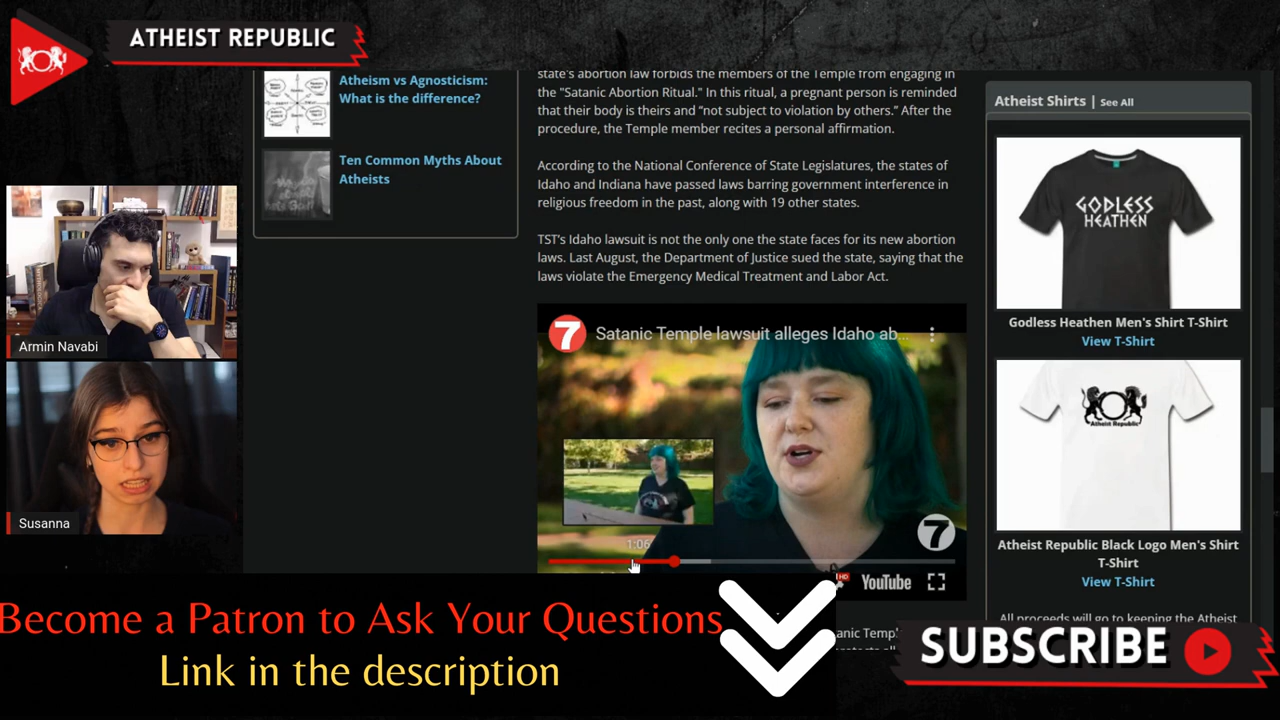 ATHEIST REPUBLIC
Atheism vs Agnosticism:
What is the difference?
Ten Common Myths About
Atheists
state's abortion law forbids the members of the Temple from engaging in
the "Satanic Abortion Ritual." In this ritual, a pregnant person is reminded
that their body is theirs and "not subject to violation by others." After the
procedure, the Temple member recites a personal affirmation.
According to the National Conference of State Legislatures, the states of
Idaho and Indiana have passed laws barring government interference in
religious freedom in the past, along with 19 other states.
TST's Idaho lawsuit is not the only one the state faces for its new abortion
laws. Last August, the Department of Justice sued the state, saying that the
laws violate the Emergency Medical Treatment and Labor Act.
7 Satanic Temple lawsuit alleges Idaho ab...
1:06
7
HD
YouTube
Atheist Shirts | See All
GODLESS
HEATHEN
Godless Heathen Men's Shirt T-Shirt
View T-Shirt
Atheist Republic
Atheist Republic Black Logo Men's Shirt
T-Shirt
View T-Shirt
All proceeds will go to keeping the Atheist
Armin Navabi
Susanna
Become a Patron to Ask Your Questions
Link in the description
SUBSCRIBE